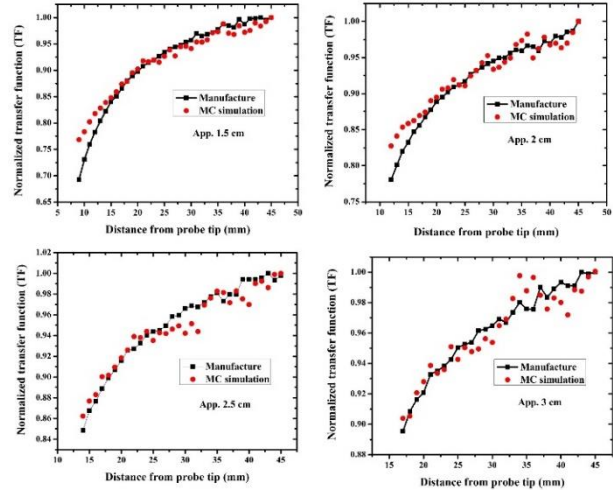 Normalized transfer function (TF)
1.00
0.95
0.90
0.85
0.80
0.75
0.70
0.65
Manufacture
MC simulation
App. 1.5 cm
5 10 15 20 25 30 35 40 45 50
Distance from probe tip (mm)
Normalized transfer function (TF)
1.00
0.95
0.90
0.85
0.80
0.75
Manufacture
MC simulation
App. 2 cm
10 15 20 25 30 35 40 45 50
Distance from probe tip (mm)
Normalized transfer function (TF)
1.02
1.00
0.98
0.96
0.94
0.92
0.90
0.88
0.86
0.84
Manufacture
MC simulation
App. 2.5 cm
10 15 20 25 30 35 40 45
Distance from probe tip (mm)
Normalized transfer function (TF)
1.00
0.98
0.96
0.94
0.92
0.90
0.88
Manufacture
MC simulation
App. 3 cm
15 20 25 30 35 40 45
Distance from probe tip (mm)